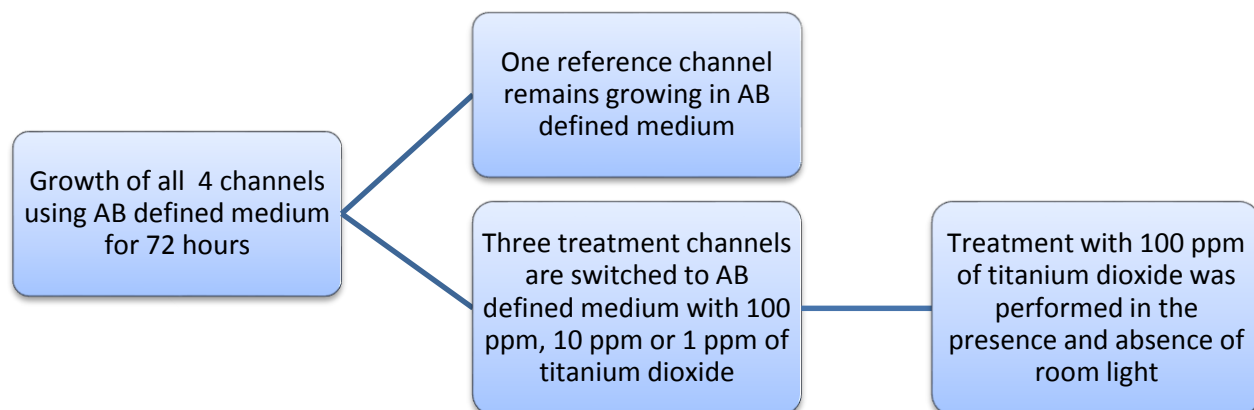 Growth of all 4 channels
using AB defined medium
for 72 hours
One reference channel
remains growing in AB
defined medium
Three treatment channels
are switched to AB
defined medium with 100
ppm, 10 ppm or 1 ppm of
titanium dioxide
Treatment with 100 ppm
of titanium dioxide was
performed in the
presence and absence of
room light